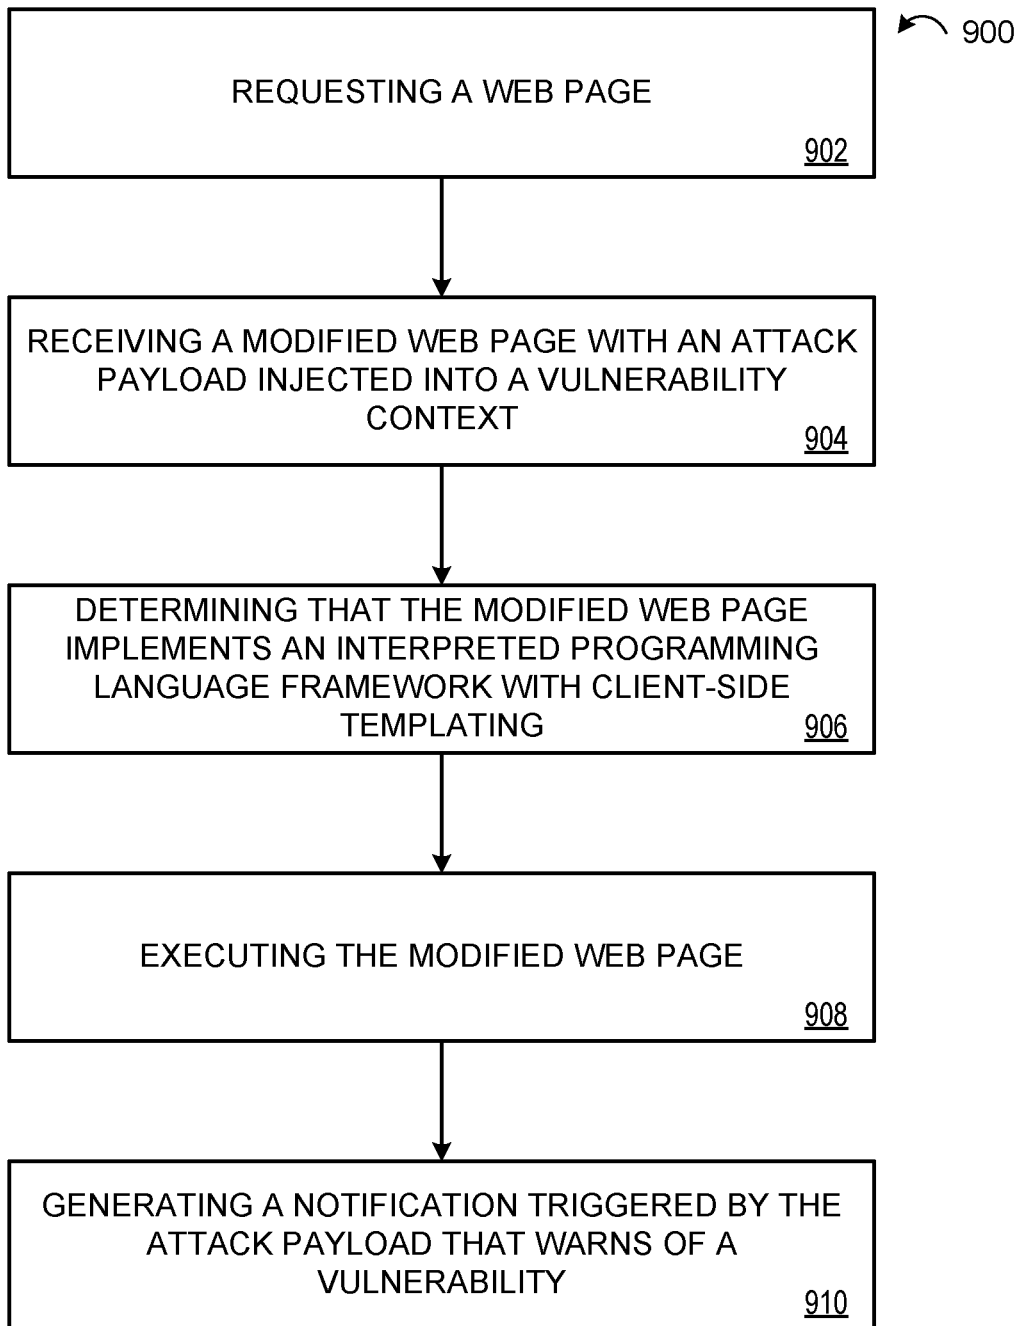 900
REQUESTING A WEB PAGE
902
RECEIVING A MODIFIED WEB PAGE WITH AN ATTACK
PAYLOAD INJECTED INTO A VULNERABILITY
CONTEXT
904
DETERMINING THAT THE MODIFIED WEB PAGE
IMPLEMENTS AN INTERPRETED PROGRAMMING
LANGUAGE FRAMEWORK WITH CLIENT-SIDE
TEMPLATING
906
EXECUTING THE MODIFIED WEB PAGE
908
GENERATING A NOTIFICATION TRIGGERED BY THE
ATTACK PAYLOAD THAT WARNS OF A
VULNERABILITY
910